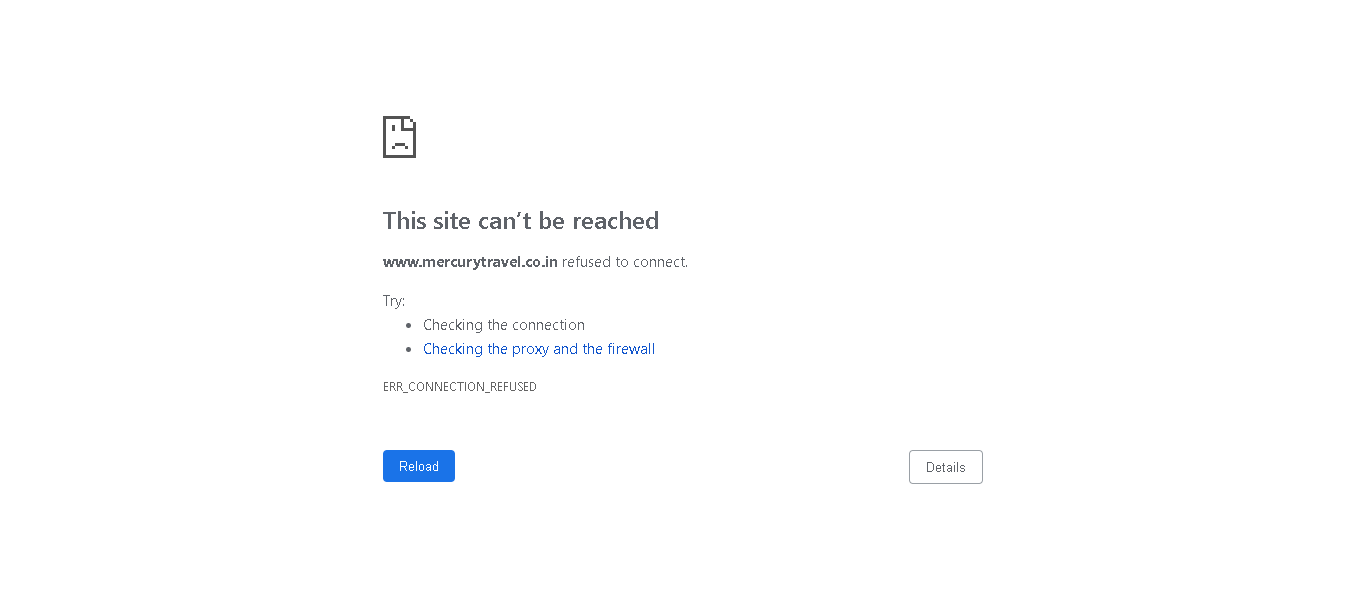 This site can’t be reached
www.mercurytravel.co.in refused to connect.
Try:
• Checking the connection
• Checking the proxy and the firewall
ERR_CONNECTION_REFUSED
Reload
Details